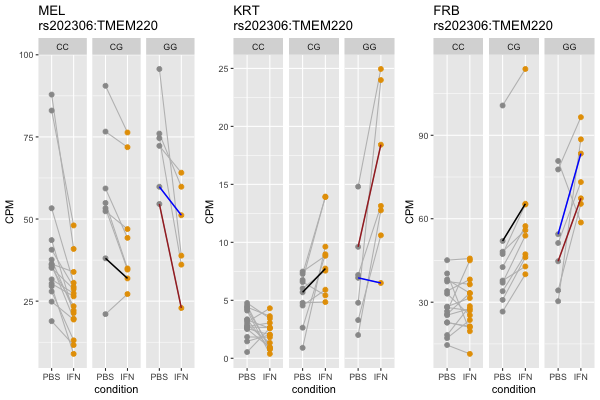 MEL
rs202306:TMEM220
CC CG GG
100
75
50
25
CPM
PBS IFN PBS IFN PBS IFN
condition
KRT
rs202306:TMEM220
CC CG GG
25
20
15
10
5
0
CPM
PBS IFN PBS IFN PBS IFN
condition
FRB
rs202306:TMEM220
CC CG GG
90
60
30
CPM
PBS IFN PBS IFN PBS IFN
condition